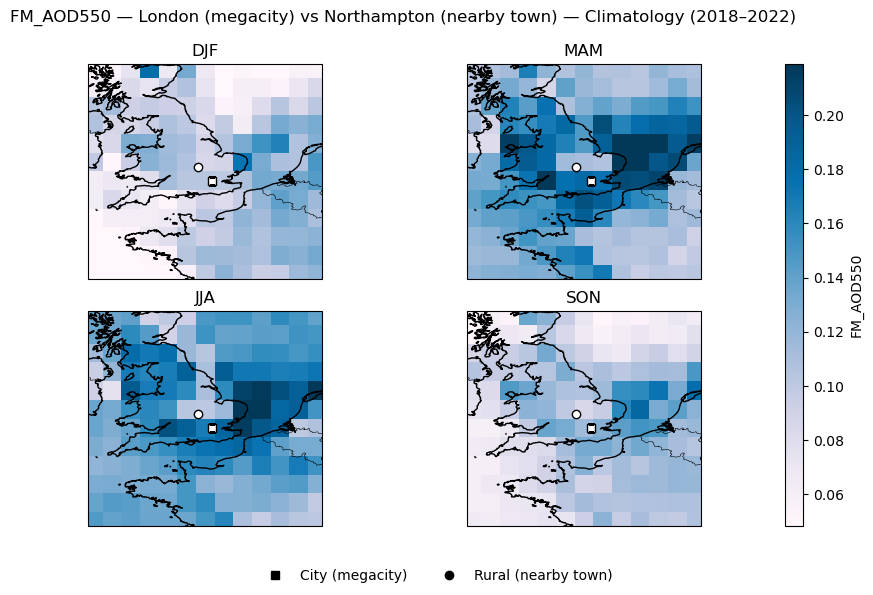 FM_AOD550 — London (megacity) vs Northampton (nearby town) — Climatology (2018–2022)
DJF
MAM
JJA
SON
0.20
0.18
0.16
0.14
0.12
0.10
0.08
0.06
FM_AOD550
City (megacity)
Rural (nearby town)